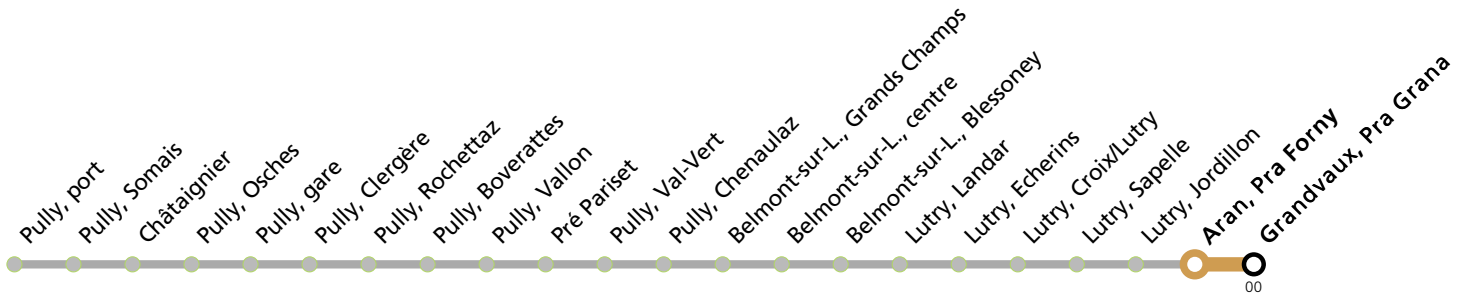 Pully, port
Pully, Somais
Châtaignier
Pully, Osches
Pully, gare
Pully, Clergère
Pully, Rochettaz
Pully, Boverattes
Pully, Vallon
Pré Pariset
Pully, Val-Vert
Pully, Chenaulaz
Belmont-sur-L., Grands Champs
Belmont-sur-L., centre
Belmont-sur-L., Blessoney
Lutry, Landar
Lutry, Echerins
Lutry, Croix/Lutry
Lutry, Sapelle
Lutry, Jordillon
Aran, Pra Forny
Grandvaux, Pra Grana
00